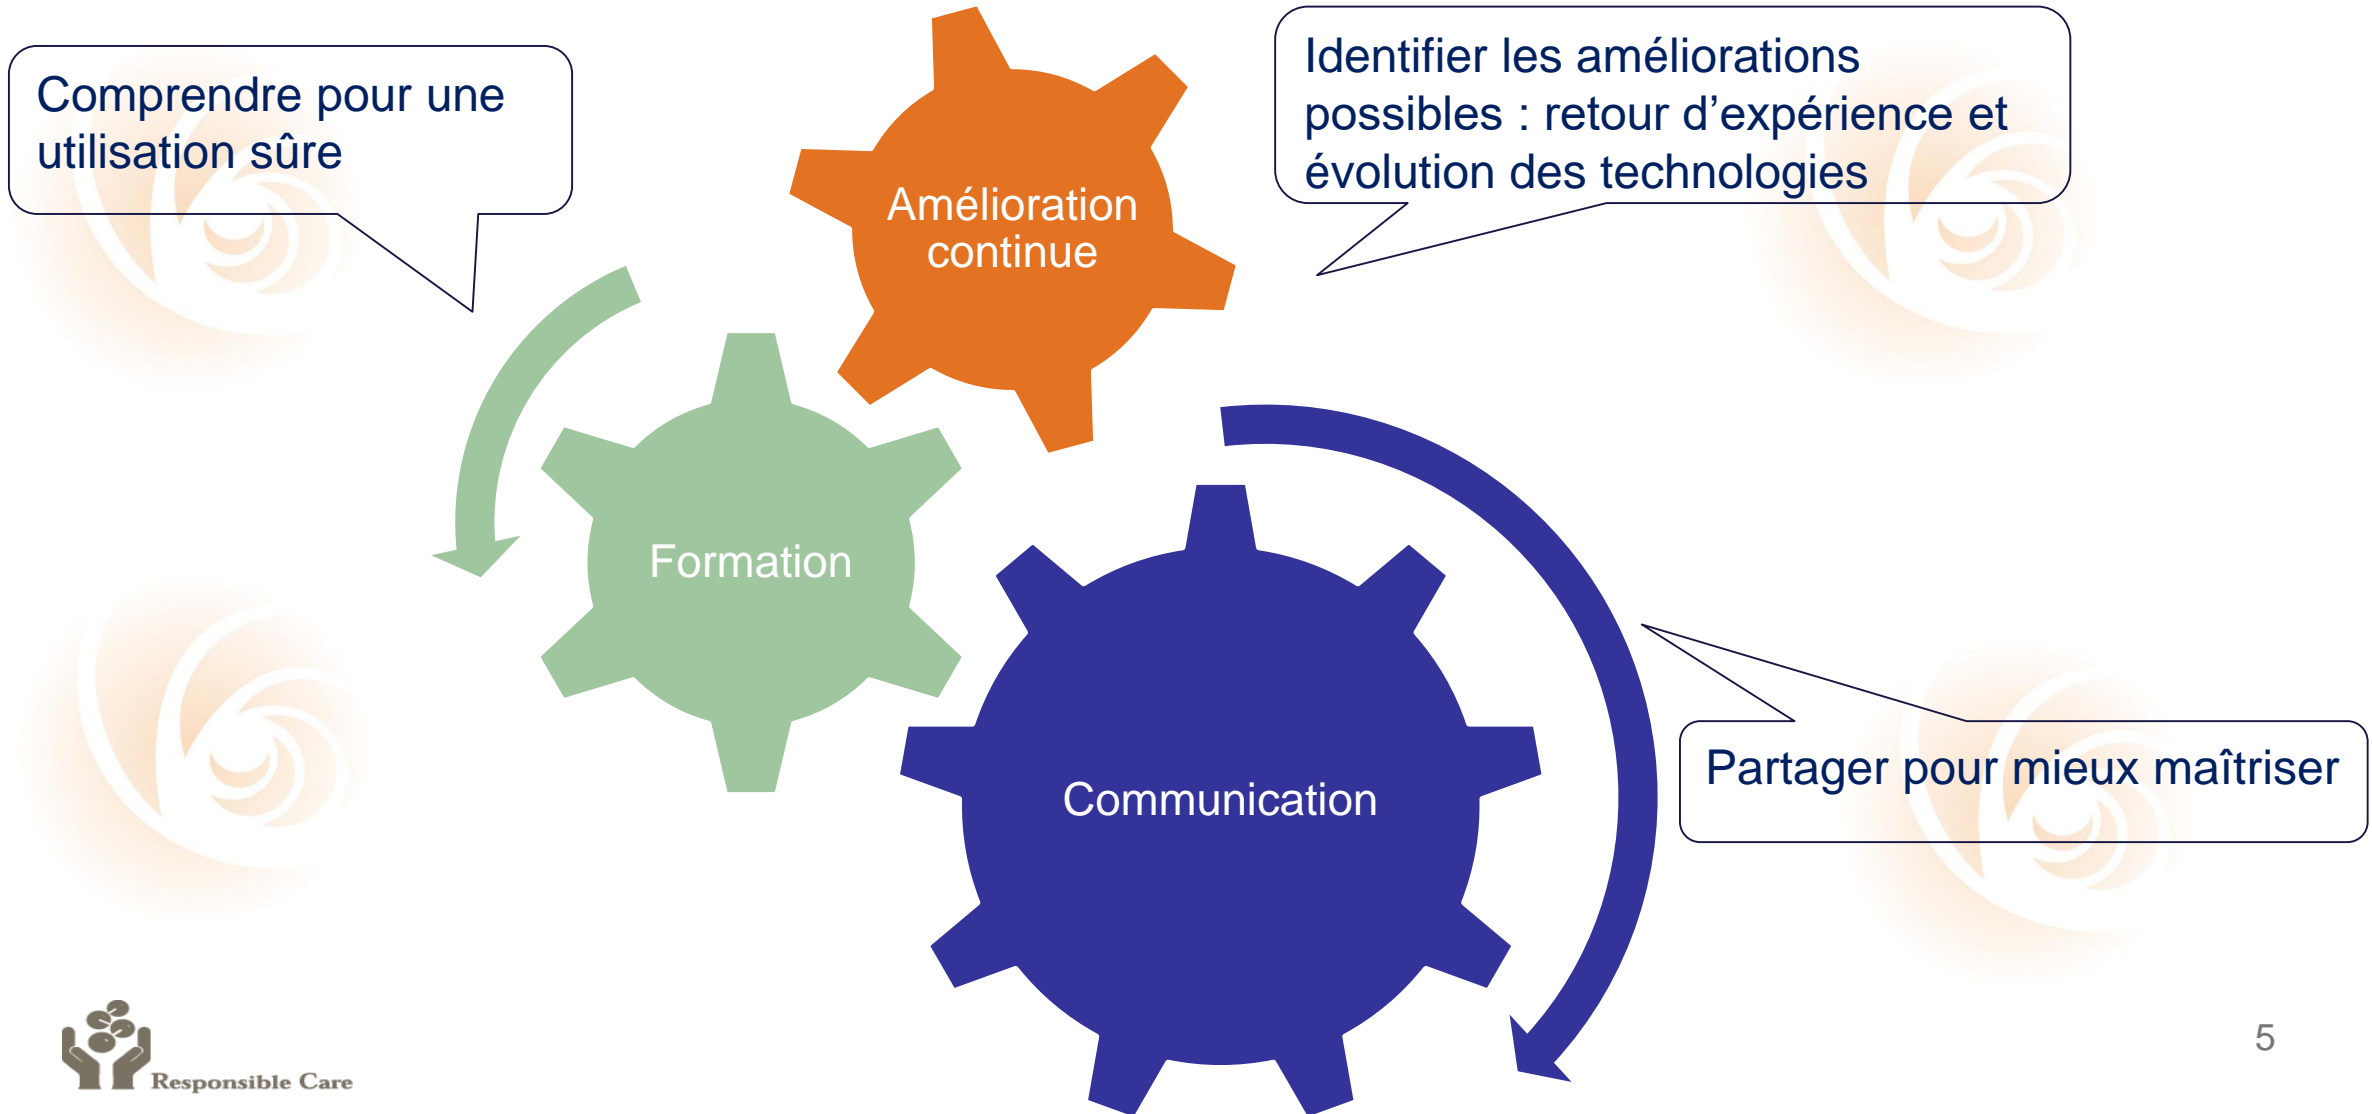 Comprendre pour une
utilisation sûre
Identifier les améliorations
possibles : retour d’expérience et
évolution des technologies
Amélioration
continue
Formation
Communication
Partager pour mieux maîtriser
Responsible Care
5